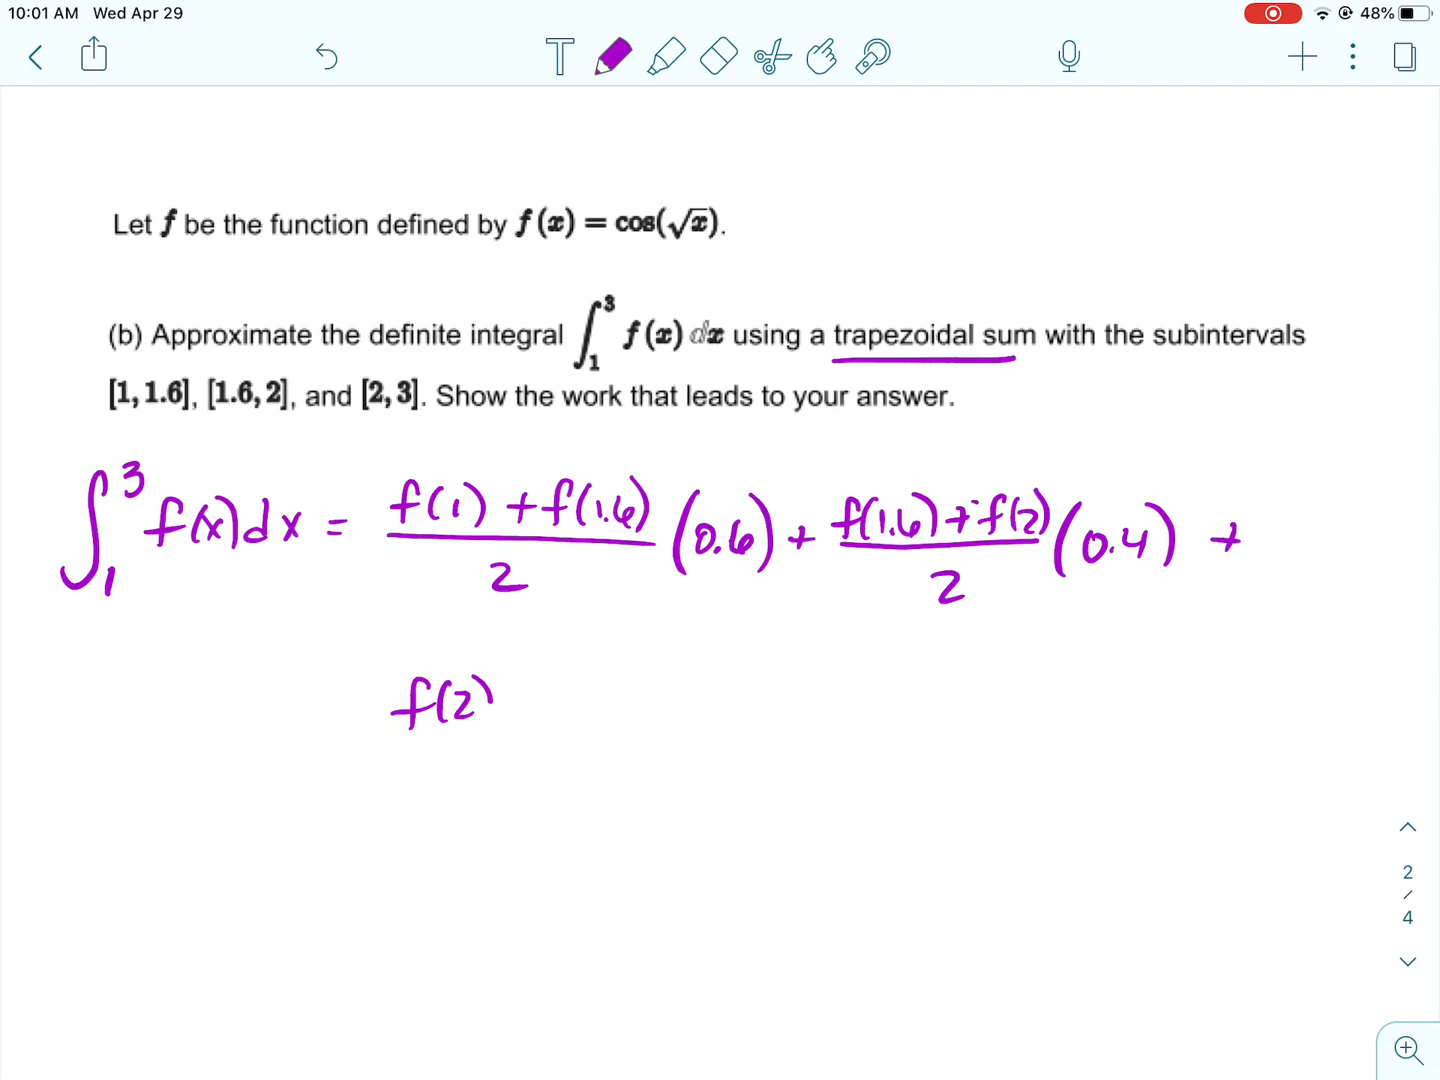 10:01 AM Wed Apr 29 48%
T
Let f be the function defined by f(x) = cos(√x).
(b) Approximate the definite integral ∫₁³ f(x) dx using a trapezoidal sum with the subintervals
[1, 1.6], [1.6, 2], and [2, 3]. Show the work that leads to your answer.
∫₁³ f(x)dx = (f(1) + f(1.6))/2 (0.6) + (f(1.6) + f(2))/2 (0.4) +
f(2)
2
/
4